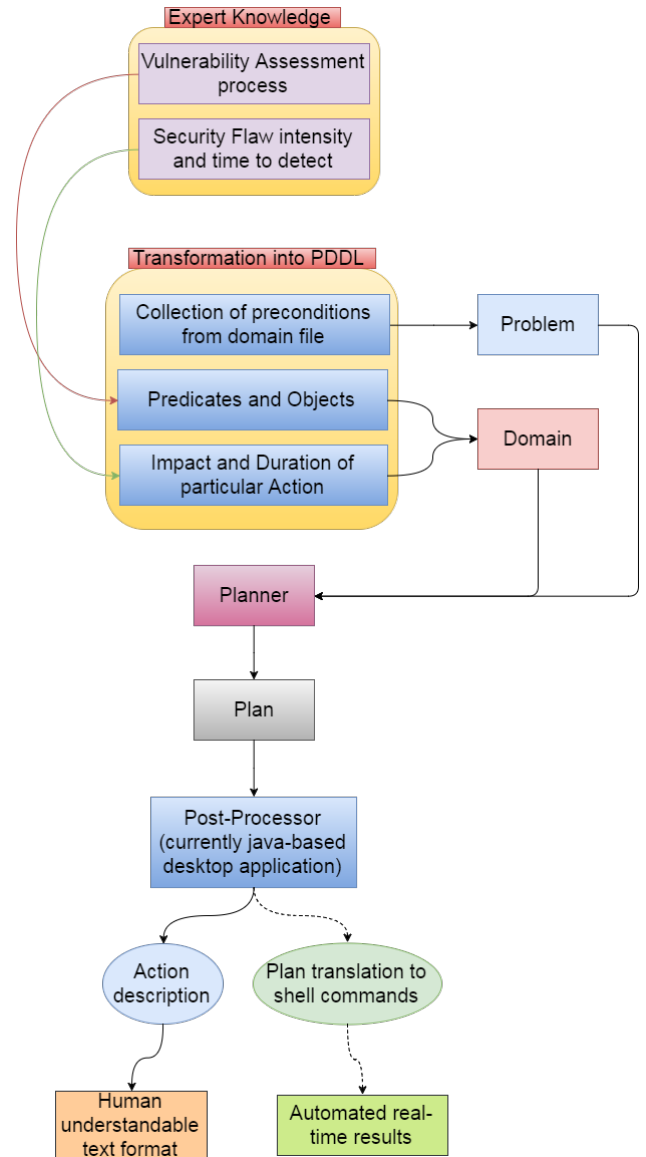 Expert Knowledge
Vulnerability Assessment
process
Security Flaw intensity
and time to detect
Transformation into PDDL
Collection of preconditions
from domain file
Problem
Predicates and Objects
Domain
Impact and Duration of
particular Action
Planner
Plan
Post-Processor
(currently java-based
desktop application)
Action
description
Plan translation to
shell commands
Human
understandable
text format
Automated real-
time results